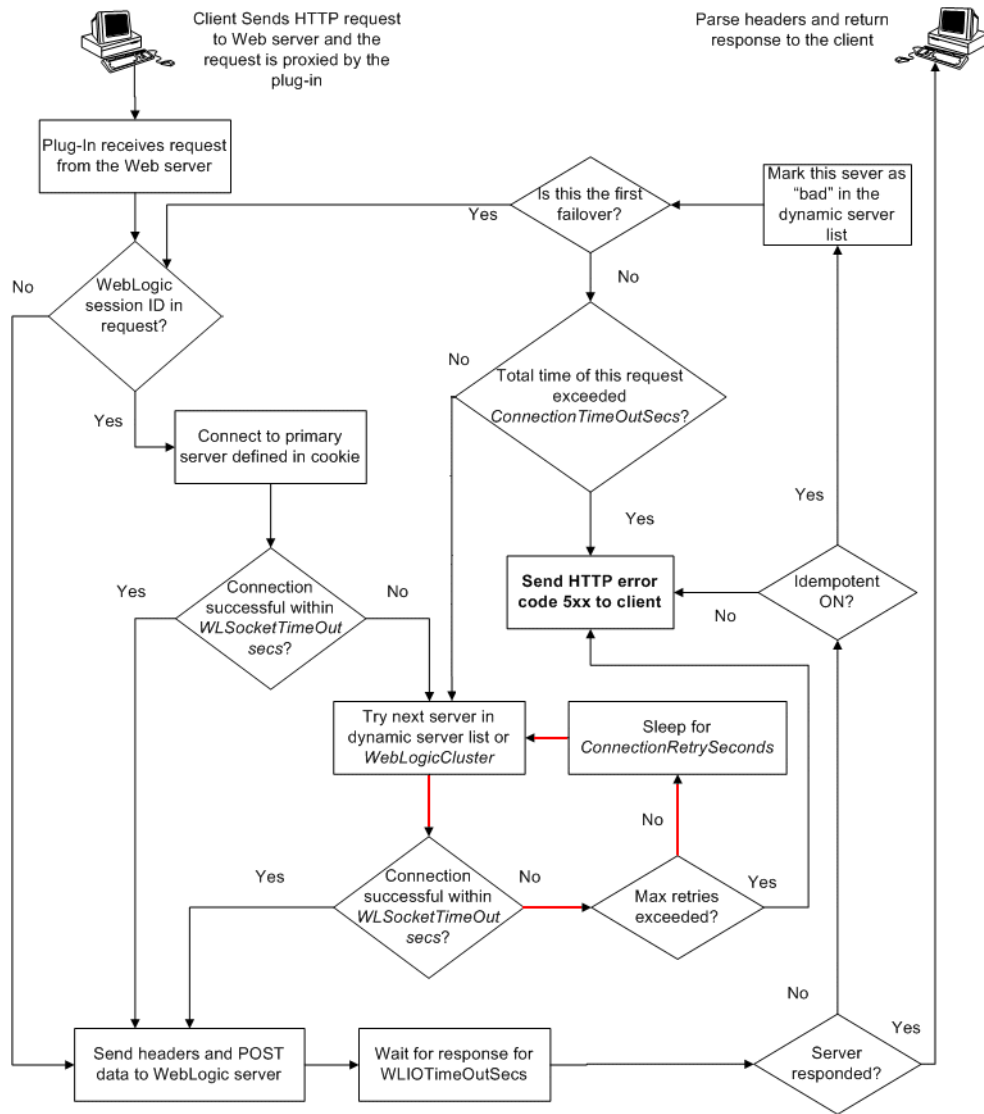 Client Sends HTTP request
to Web server and the
request is proxied by the
plug-in
Parse headers and return
response to the client
Plug-In receives request
from the Web server
Is this the first
failover?
Mark this sever as
“bad” in the
dynamic server
list
Yes
No
No
WebLogic
session ID in
request?
No
Total time of this request
exceeded
ConnectionTimeOutSecs?
Yes
Connect to primary
server defined in cookie
Yes
Yes
Send HTTP error
code 5xx to client
Idempotent
ON?
No
Yes
Connection
successful within
WLSocketTimeOut
secs?
No
Try next server in
dynamic server list or
WebLogicCluster
Sleep for
ConnectionRetrySeconds
No
Yes
Connection
successful within
WLSocketTimeOut
secs?
No
Max retries
exceeded?
Yes
No
Yes
Send headers and POST
data to WebLogic server
Wait for response for
WLIOTimeOutSecs
Server
responded?